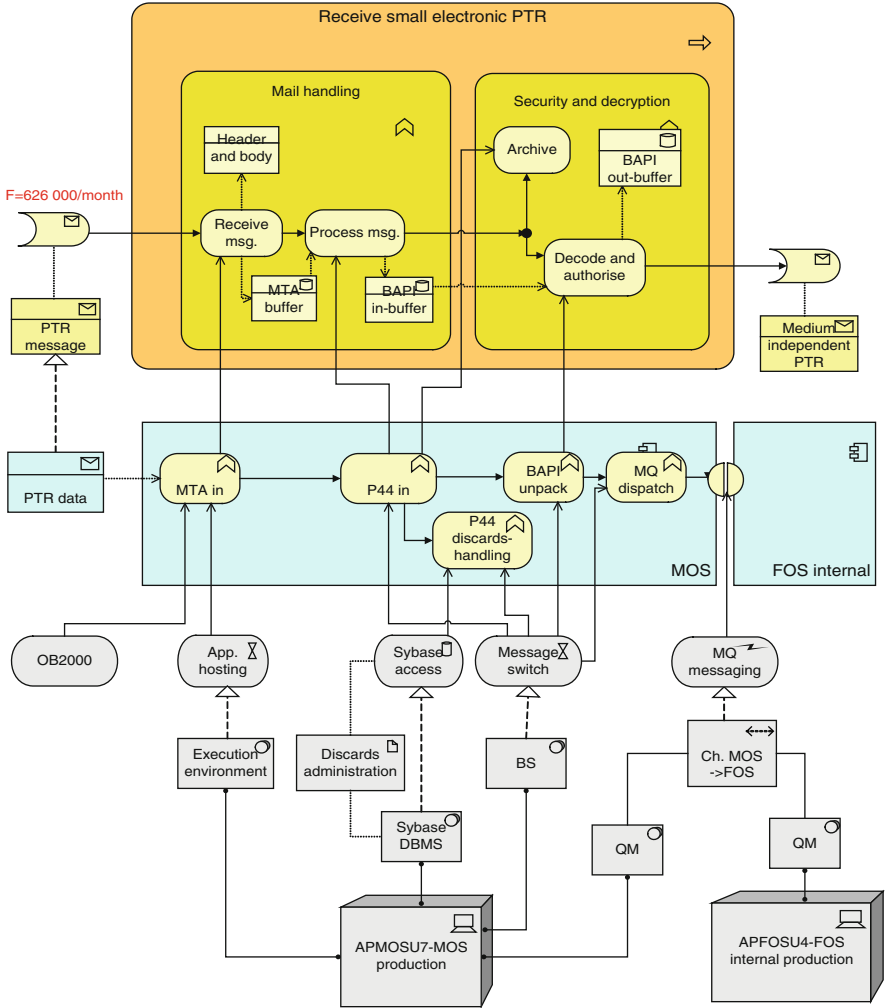 Receive small electronic PTR
Mail handling
Security and decryption
Header
and body
Archive
BAPI
out-buffer
F=626 000/month
Receive
msg.
Process msg.
Decode and
authorise
MTA
buffer
BAPI
in-buffer
PTR
message
Medium
independent
PTR
PTR data
MTA in
P44 in
BAPI
unpack
MQ
dispatch
P44
discards-
handling
MOS
FOS internal
OB2000
App.
hosting
Sybase
access
Message
switch
MQ
messaging
Execution
environment
Discards
administration
BS
Ch. MOS
->FOS
Sybase
DBMS
QM
QM
APMOSU7-MOS
production
APFOSU4-FOS
internal production